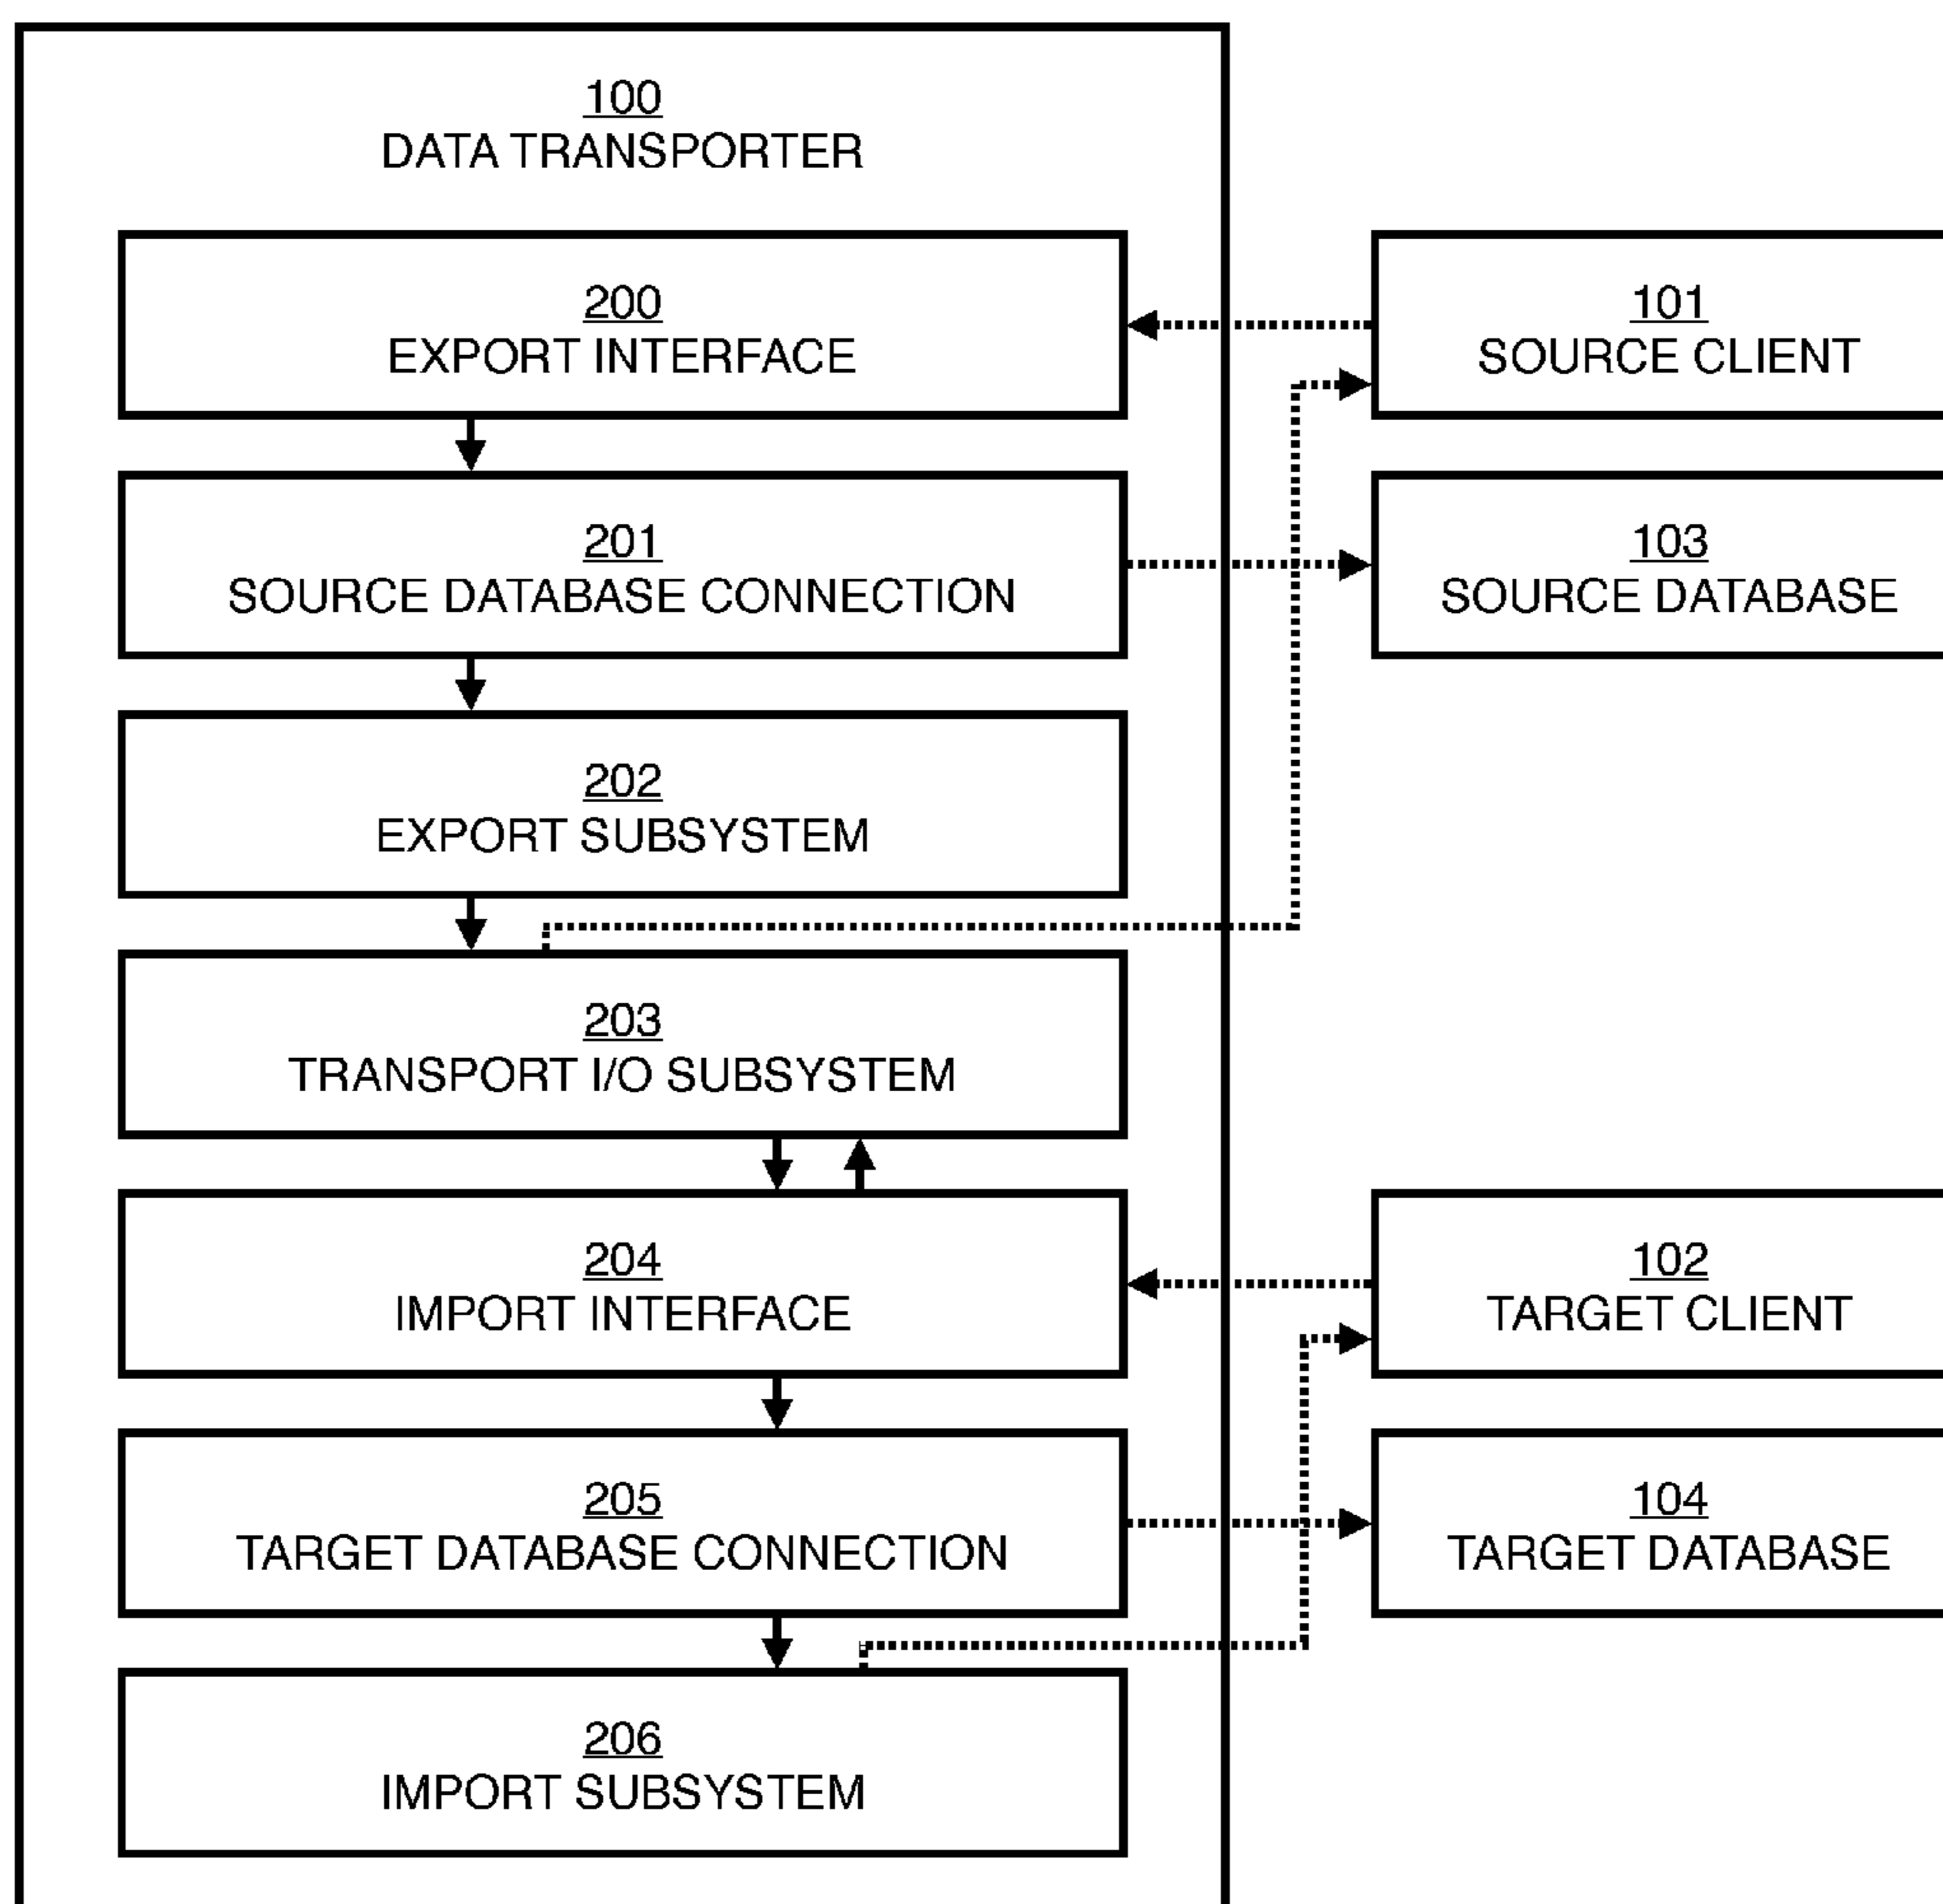 100
DATA TRANSPORTER
200
EXPORT INTERFACE
101
SOURCE CLIENT
201
SOURCE DATABASE CONNECTION
103
SOURCE DATABASE
202
EXPORT SUBSYSTEM
203
TRANSPORT I/O SUBSYSTEM
204
IMPORT INTERFACE
102
TARGET CLIENT
205
TARGET DATABASE CONNECTION
104
TARGET DATABASE
206
IMPORT SUBSYSTEM